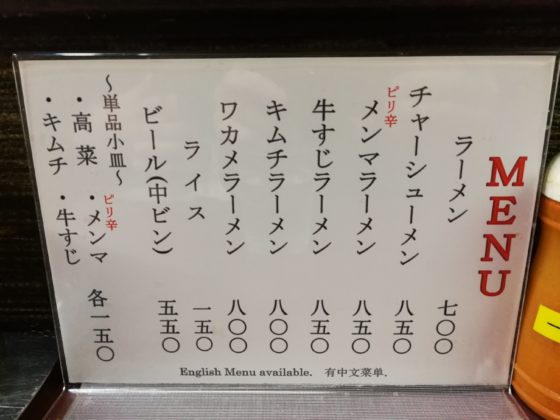 MENU
ラーメン 七〇〇
チャーシューメン 八五〇
ピリ辛
メンマラーメン 八五〇
牛すじラーメン 八五〇
キムチラーメン 八〇〇
ワカメラーメン 八〇〇
ライス 一五〇
ビール(中ビン) 五五〇
〜単品小皿〜
ピリ辛
・高菜 ・メンマ
・キムチ ・牛すじ
各一五〇
English Menu available. 有中文菜单.